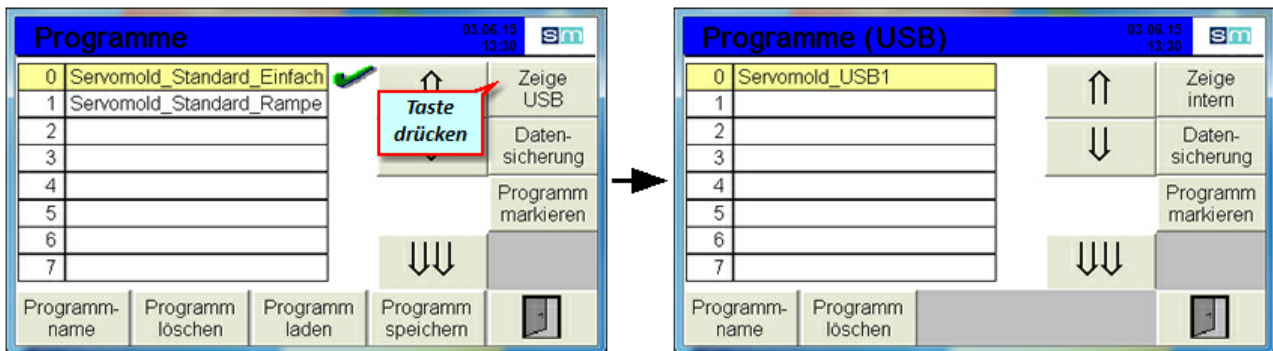 Programme
03.06.15
13:30
sm
0 Servomold_Standard_Einfach
1 Servomold_Standard_Rampe
2
3
4
5
6
7
Taste
drücken
Zeige
USB
Daten-
sicherung
Programm
markieren
Programm-
name
Programm
löschen
Programm
laden
Programm
speichern
Programme (USB)
03.06.15
13:30
sm
0 Servomold_USB1
1
2
3
4
5
6
7
Zeige
intern
Daten-
sicherung
Programm
markieren
Programm-
name
Programm
löschen